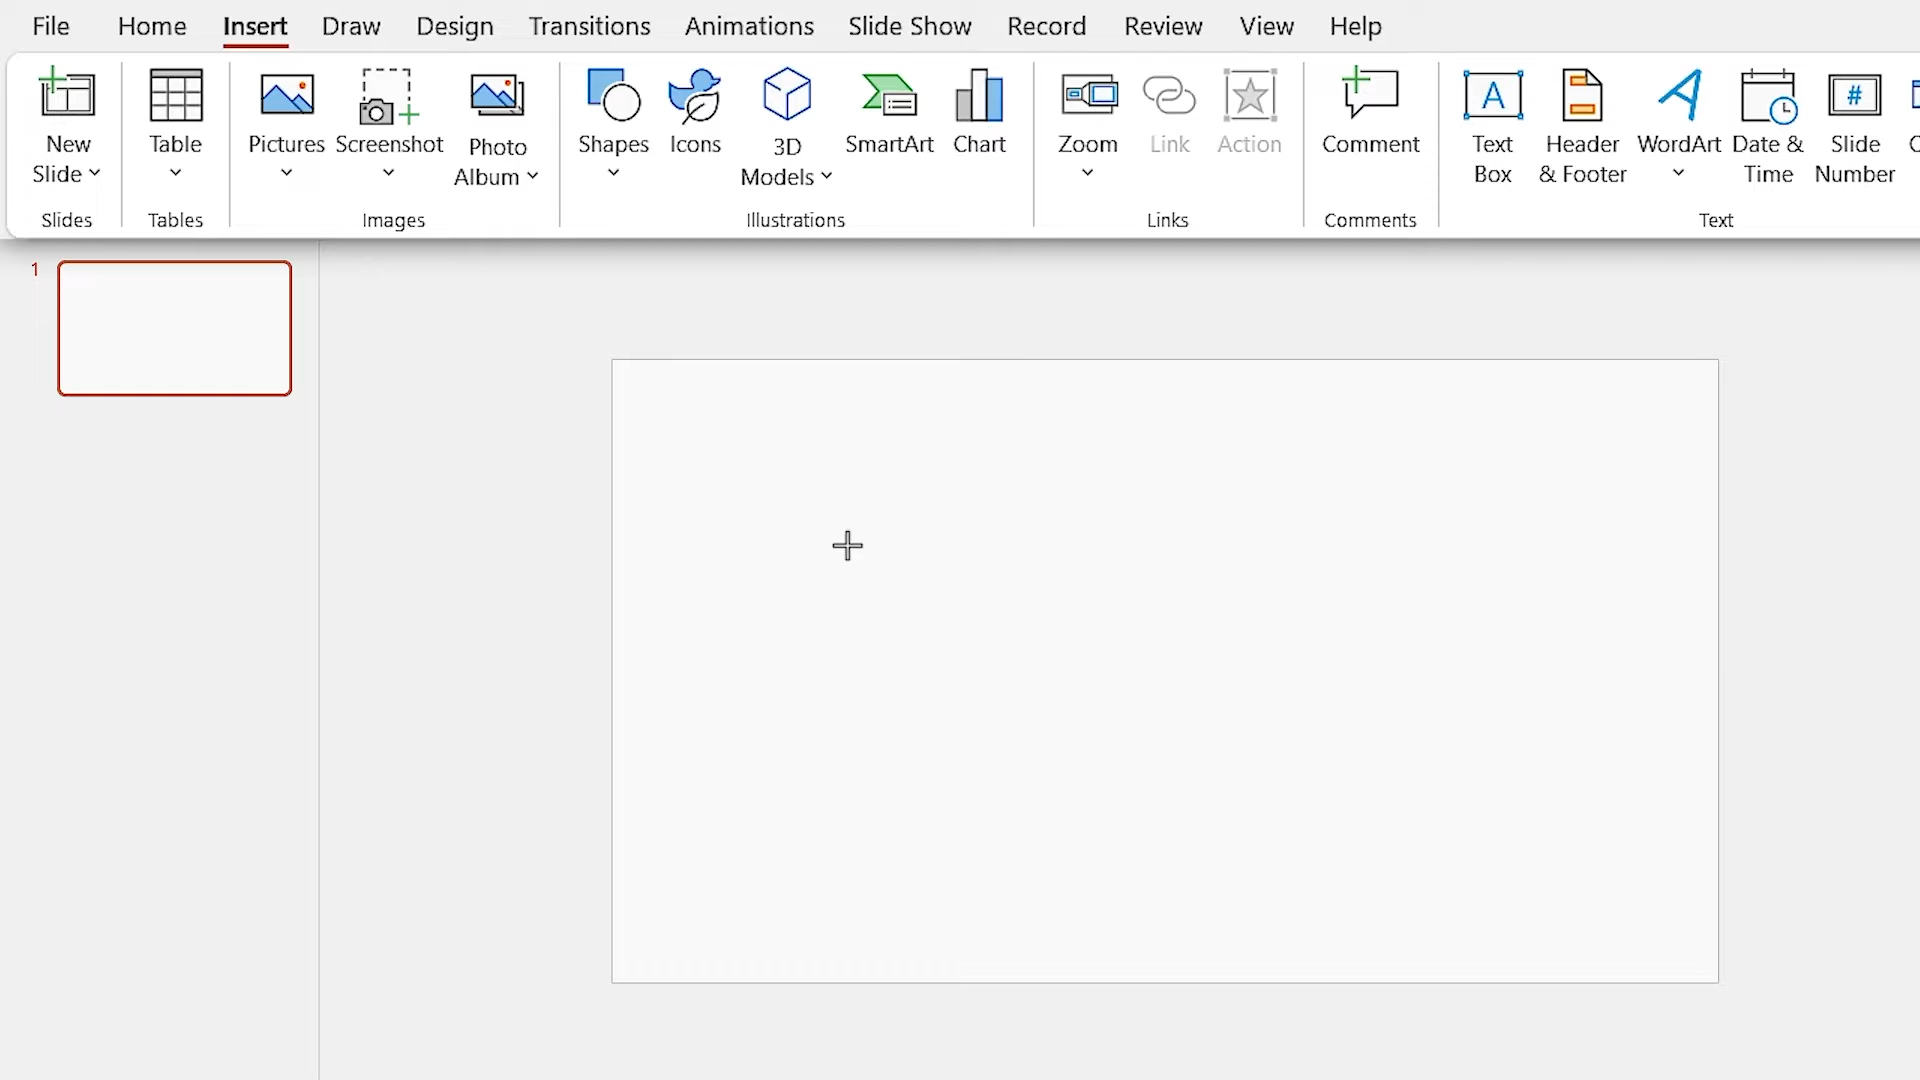 File Home Insert Draw Design Transitions Animations Slide Show Record Review View Help
New Slide
Table
Pictures
Screenshot
Photo Album
Shapes
Icons
3D Models
SmartArt
Chart
Zoom
Link
Action
Comment
A
Text Box
Header & Footer
WordArt
Date & Time
#
Slide Number
Slides Tables Images Illustrations Links Comments Text
1